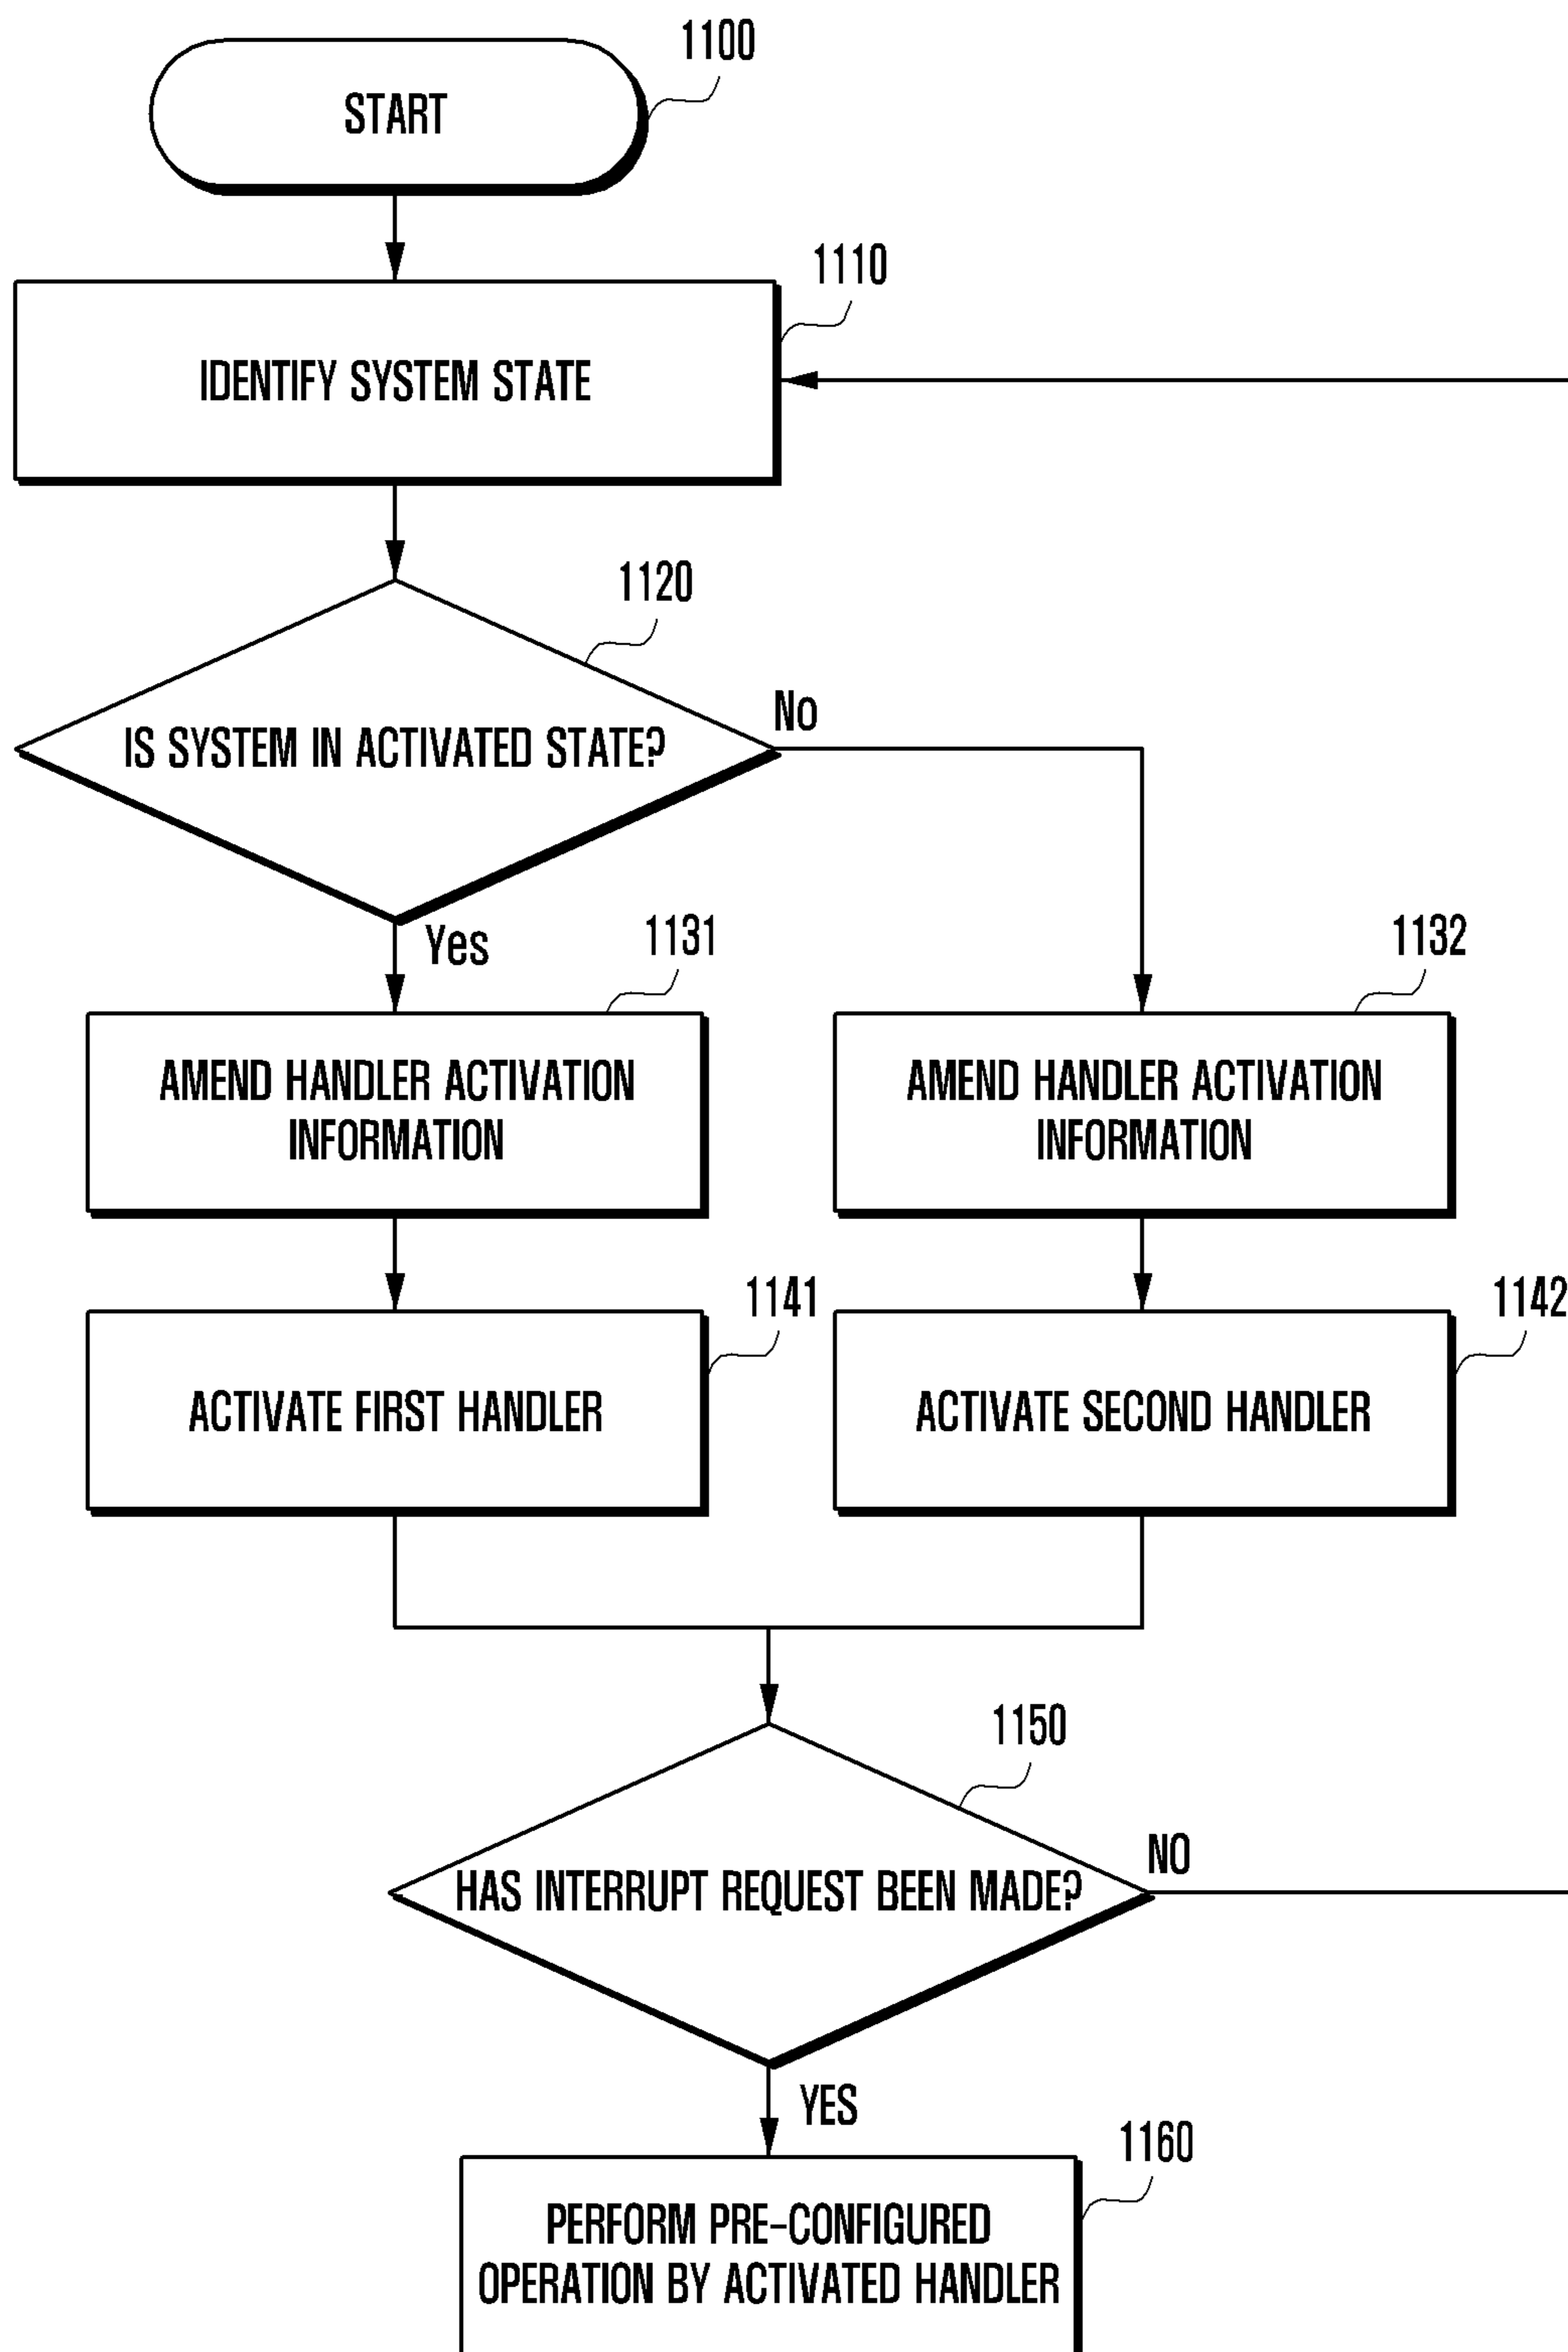 1100
START
1110
IDENTIFY SYSTEM STATE
1120
IS SYSTEM IN ACTIVATED STATE?
No
Yes
1131
AMEND HANDLER ACTIVATION
INFORMATION
1132
AMEND HANDLER ACTIVATION
INFORMATION
1141
ACTIVATE FIRST HANDLER
1142
ACTIVATE SECOND HANDLER
1150
HAS INTERRUPT REQUEST BEEN MADE?
NO
YES
1160
PERFORM PRE-CONFIGURED
OPERATION BY ACTIVATED HANDLER